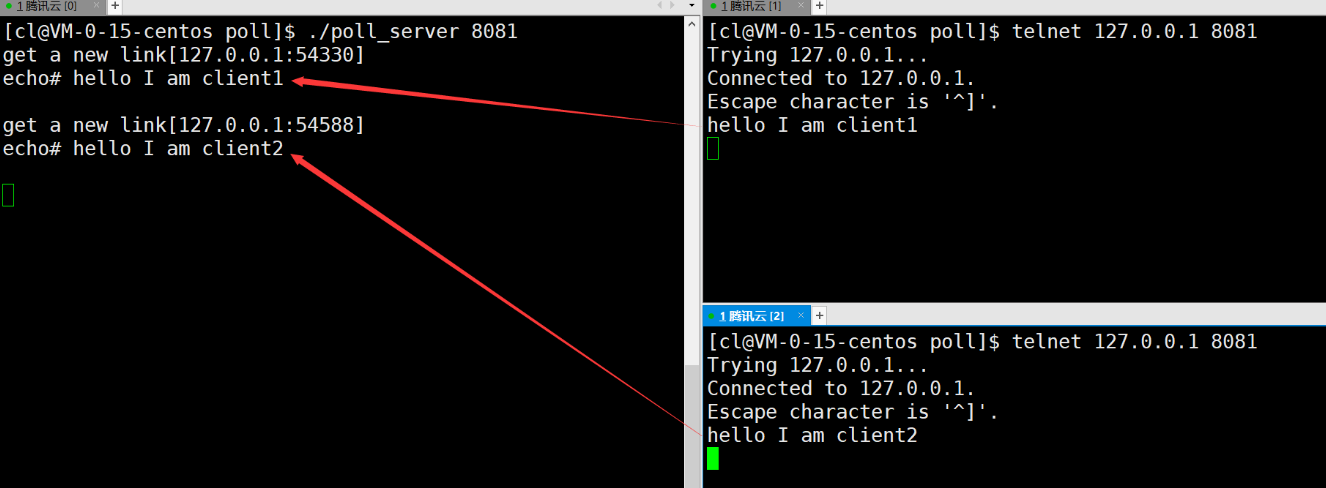 1 腾讯云 [0]
[cl@VM-0-15-centos poll]$ ./poll_server 8081
get a new link[127.0.0.1:54330]
echo# hello I am client1
get a new link[127.0.0.1:54588]
echo# hello I am client2
1 腾讯云 [1]
[cl@VM-0-15-centos poll]$ telnet 127.0.0.1 8081
Trying 127.0.0.1...
Connected to 127.0.0.1.
Escape character is '^]'.
hello I am client1
1 腾讯云 [2]
[cl@VM-0-15-centos poll]$ telnet 127.0.0.1 8081
Trying 127.0.0.1...
Connected to 127.0.0.1.
Escape character is '^]'.
hello I am client2